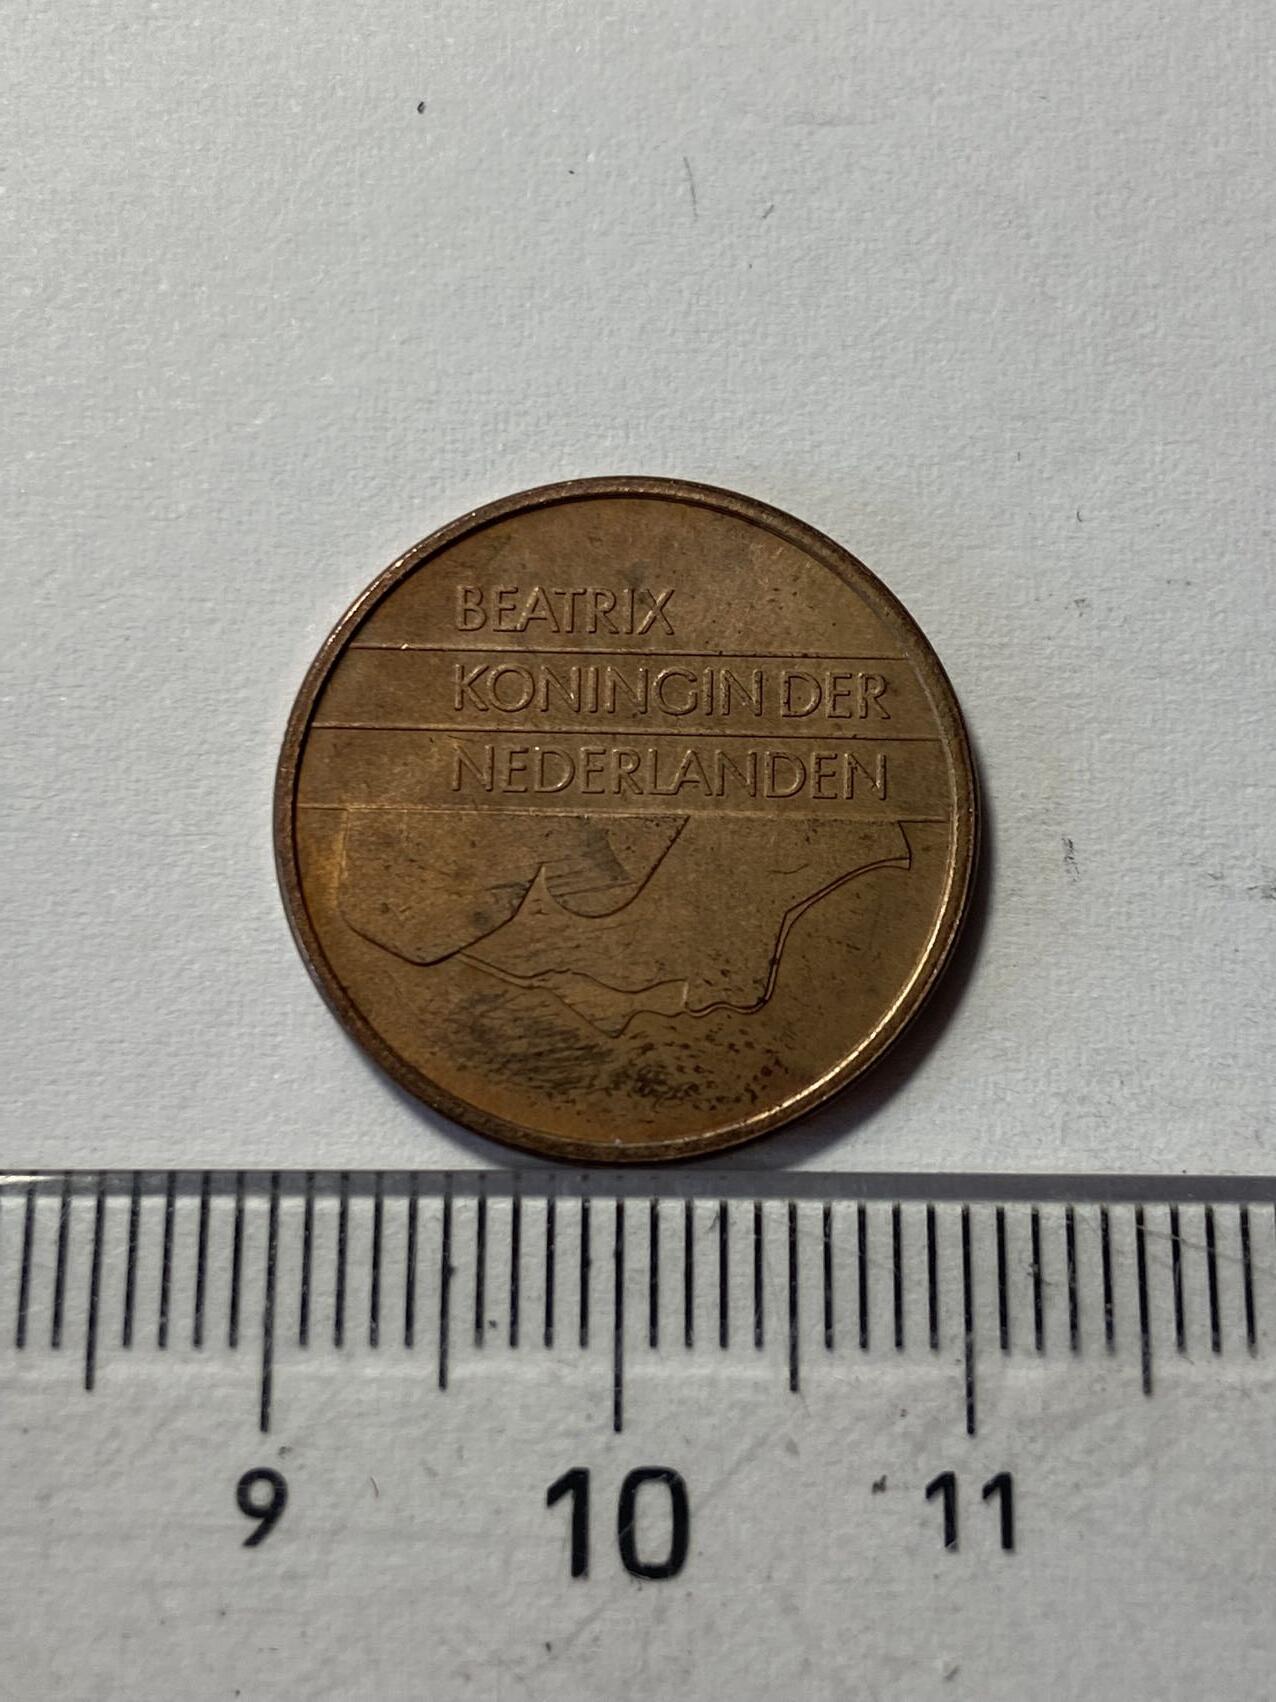 BEATRIX
KONINGIN DER
NEDERLANDEN
9 10 11